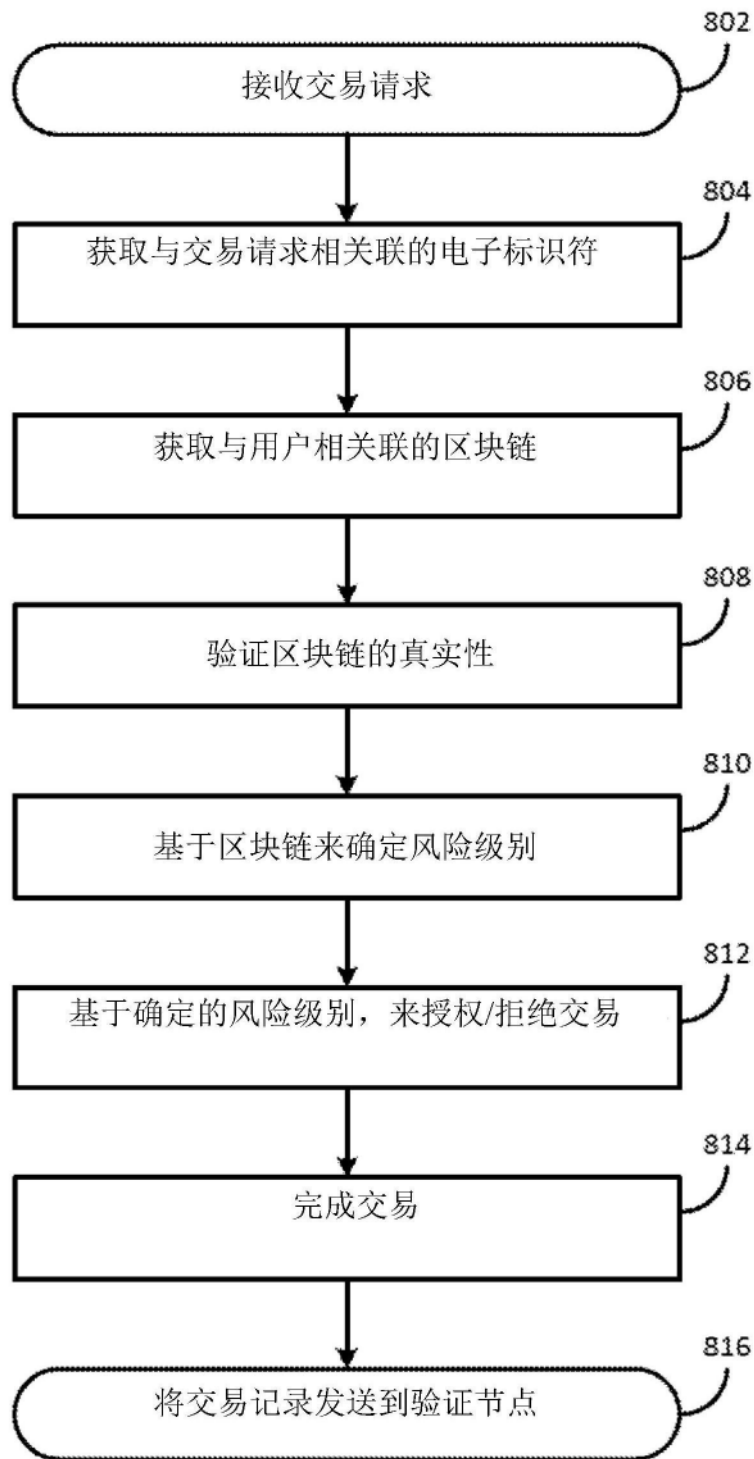 802
接收交易请求
804
获取与交易请求相关联的电子标识符
806
获取与用户相关联的区块链
808
验证区块链的真实性
810
基于区块链来确定风险级别
812
基于确定的风险级别，来授权/拒绝交易
814
完成交易
816
将交易记录发送到验证节点